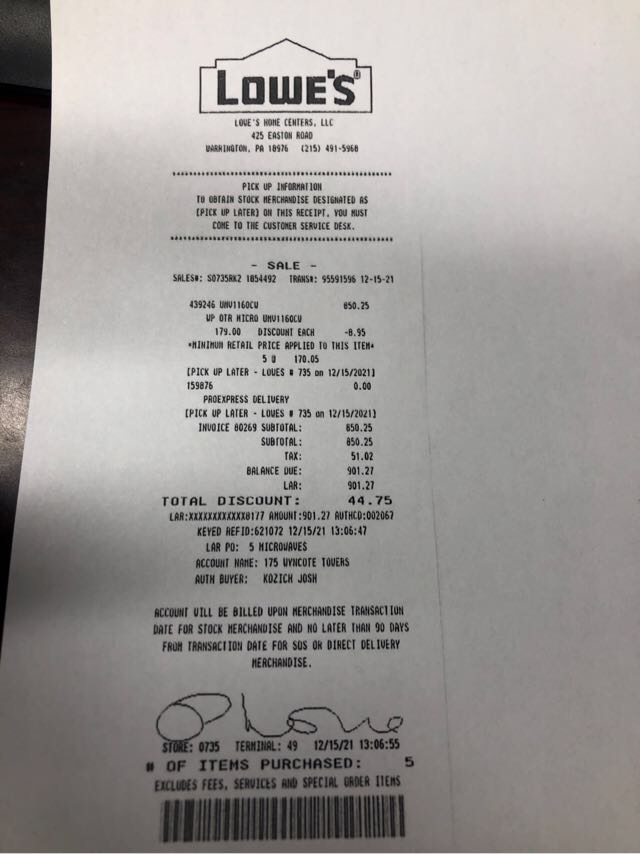 LOWE'S®
LOWE'S HOME CENTERS, LLC
425 EASTON ROAD
WARRINGTON, PA 18976 (215) 491-5960
PICK UP INFORMATION
TO OBTAIN STOCK MERCHANDISE DESIGNATED AS
[PICK UP LATER] ON THIS RECEIPT, YOU MUST
COME TO THE CUSTOMER SERVICE DESK.
- SALE -
SALES#: S0735RK2 1854492 TRANS#: 95591596 12-15-21
439246 UMV1160CW 850.25
WP OTR MICRO UMV1160CW
179.00 DISCOUNT EACH -8.95
*MINIMUM RETAIL PRICE APPLIED TO THIS ITEM*
5 @ 170.05
[PICK UP LATER - LOWES # 735 on 12/15/2021]
159876 0.00
PROEXPRESS DELIVERY
[PICK UP LATER - LOWES # 735 on 12/15/2021]
INVOICE 80269 SUBTOTAL: 850.25
SUBTOTAL: 850.25
TAX: 51.02
BALANCE DUE: 901.27
LAR: 901.27
TOTAL DISCOUNT: 44.75
LAR:XXXXXXXXXXXX8177 AMOUNT:901.27 AUTHCD:002067
KEYED REFID:621072 12/15/21 13:06:47
LAR PO: 5 MICROWAVES
ACCOUNT NAME: 175 WYNCOTE TOWERS
AUTH BUYER: KOZICH JOSH
ACCOUNT WILL BE BILLED UPON MERCHANDISE TRANSACTION
DATE FOR STOCK MERCHANDISE AND NO LATER THAN 90 DAYS
FROM TRANSACTION DATE FOR SOS OR DIRECT DELIVERY
MERCHANDISE.
STORE: 0735 TERMINAL: 49 12/15/21 13:06:55
# OF ITEMS PURCHASED: 5
EXCLUDES FEES, SERVICES AND SPECIAL ORDER ITEMS